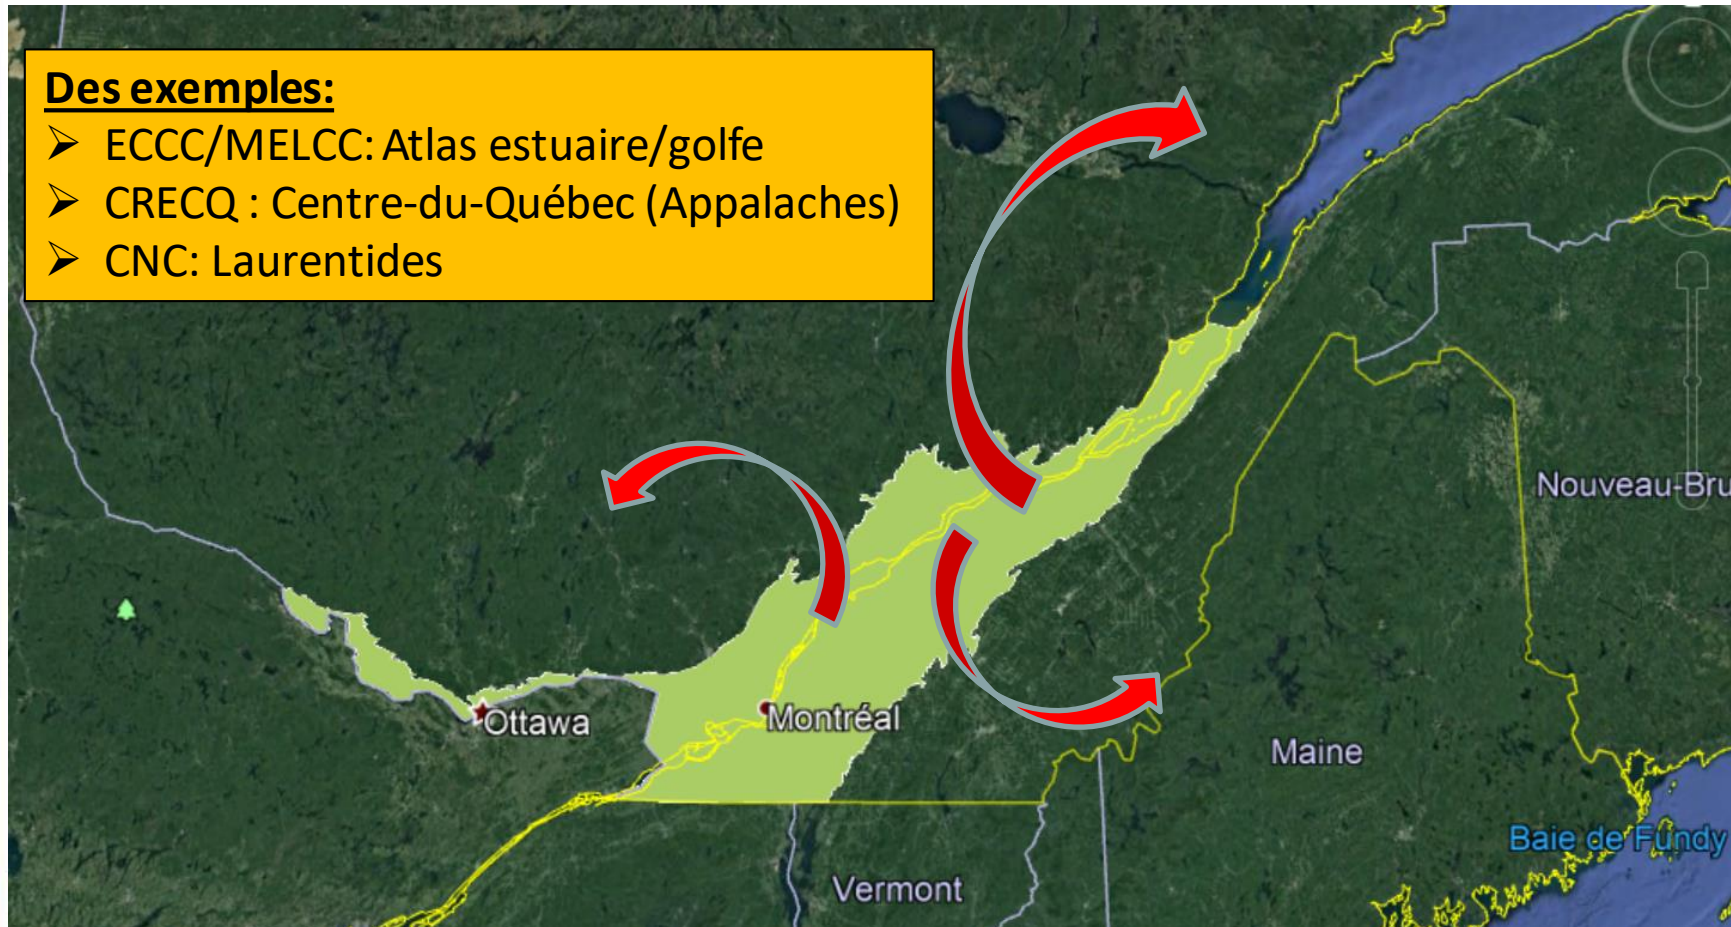 Des exemples:
ECCC/MELCC: Atlas estuaire/golfe
CRECQ : Centre-du-Québec (Appalaches)
CNC: Laurentides
Nouveau-Bru
Ottawa
Montréal
Maine
Baie de Fundy
Vermont